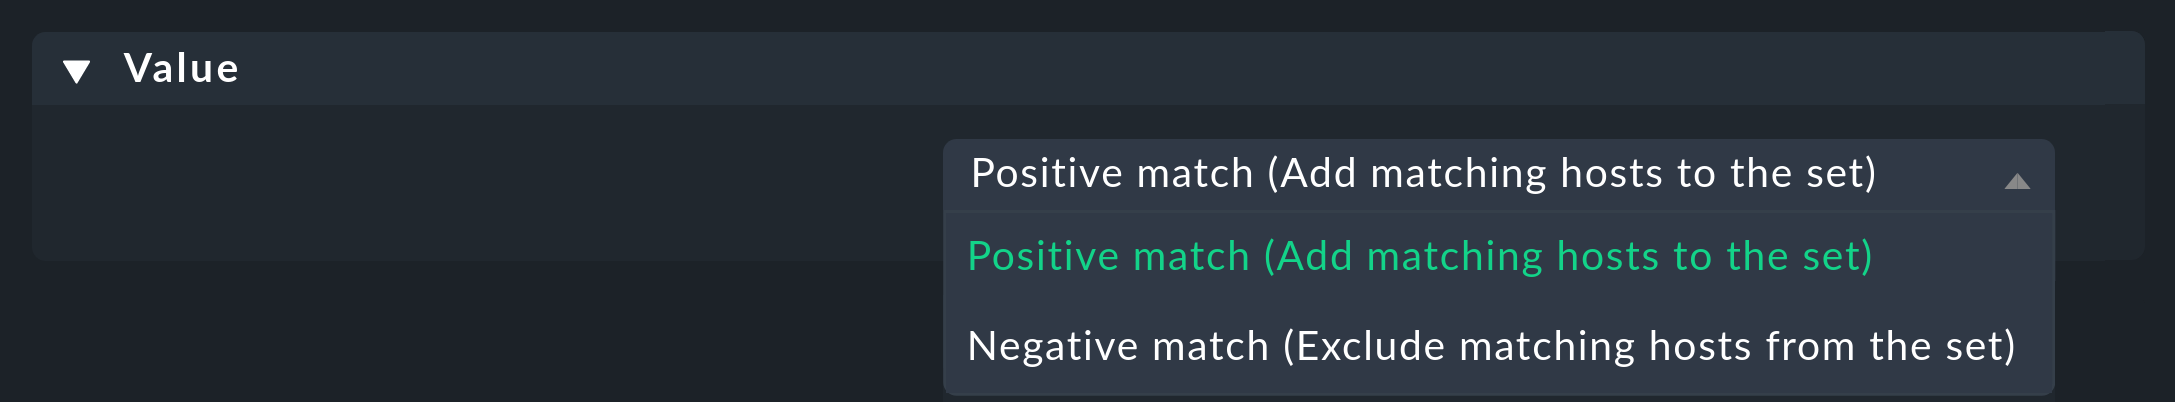 Value
Positive match (Add matching hosts to the set)
Positive match (Add matching hosts to the set)
Negative match (Exclude matching hosts from the set)